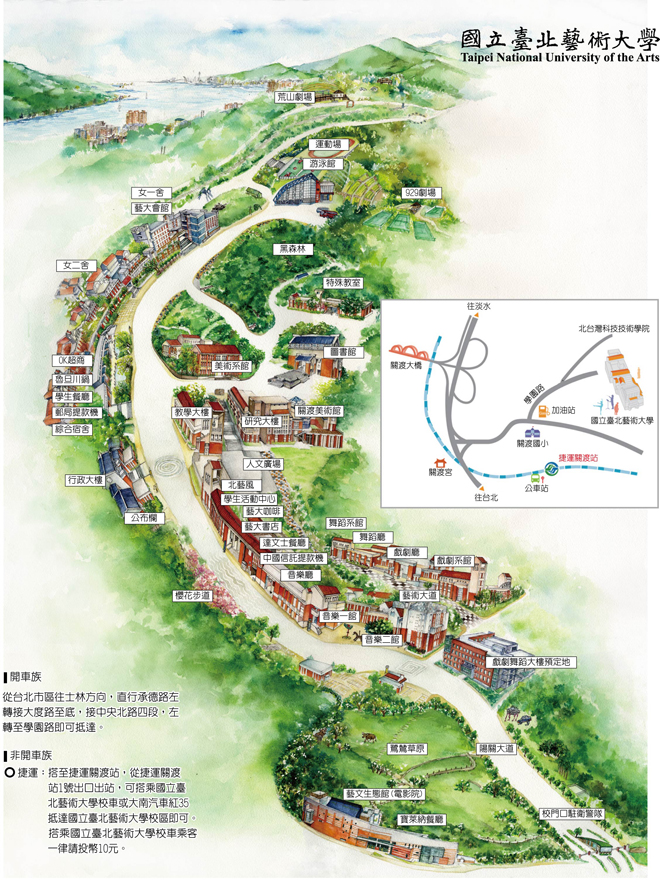 國立臺北藝術大學
Taipei National University of the Arts
荒山劇場
運動場
游泳館
女一舍
藝大會館
929劇場
女二舍
黑森林
特殊教室
美術系館
圖書館
OK超商
魯旦川鍋
學生餐廳
郵局提款機
綜合宿舍
教學大樓
研究大樓
關渡美術館
人文廣場
行政大樓
公布欄
北藝風
學生活動中心
藝大咖啡
藝大書店
達文士餐廳
中國信託提款機
音樂廳
舞蹈系館
舞蹈廳
戲劇廳
戲劇系館
藝術大道
櫻花步道
音樂一館
音樂二館
戲劇舞蹈大樓預定地
鷺鷥草原
陽關大道
藝文生態館(電影院)
寶萊納餐廳
校門口駐衛警隊
往淡水
北台灣科技技術學院
關渡大橋
學園路
加油站
國立臺北藝術大學
關渡國小
捷運關渡站
關渡宮
公車站
往台北
開車族
從台北市區往士林方向，直行承德路左
轉接大度路至底，接中央北路四段，左
轉至學園路即可抵達。
非開車族
捷運：搭至捷運關渡站，從捷運關渡
站1號出口出站，可搭乘國立臺
北藝術大學校車或大南汽車紅35
抵達國立臺北藝術大學校區即可。
搭乘國立臺北藝術大學校車乘客
一律請投幣10元。